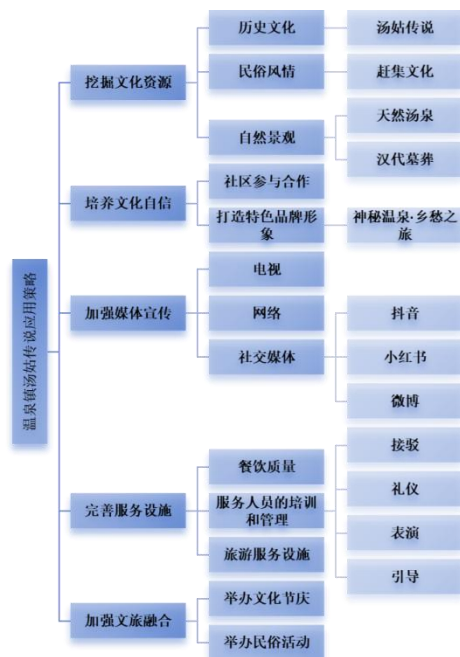 温泉镇汤姑传说应用策略
挖掘文化资源
历史文化
汤姑传说
民俗风情
赶集文化
自然景观
天然汤泉
汉代墓葬
培养文化自信
社区参与合作
打造特色品牌形
象
神秘温泉·乡愁之
旅
加强媒体宣传
电视
网络
社交媒体
抖音
小红书
微博
完善服务设施
餐饮质量
服务人员的培训
和管理
接驳
礼仪
表演
引导
旅游服务设施
加强文旅融合
举办文化节庆
举办民俗活动